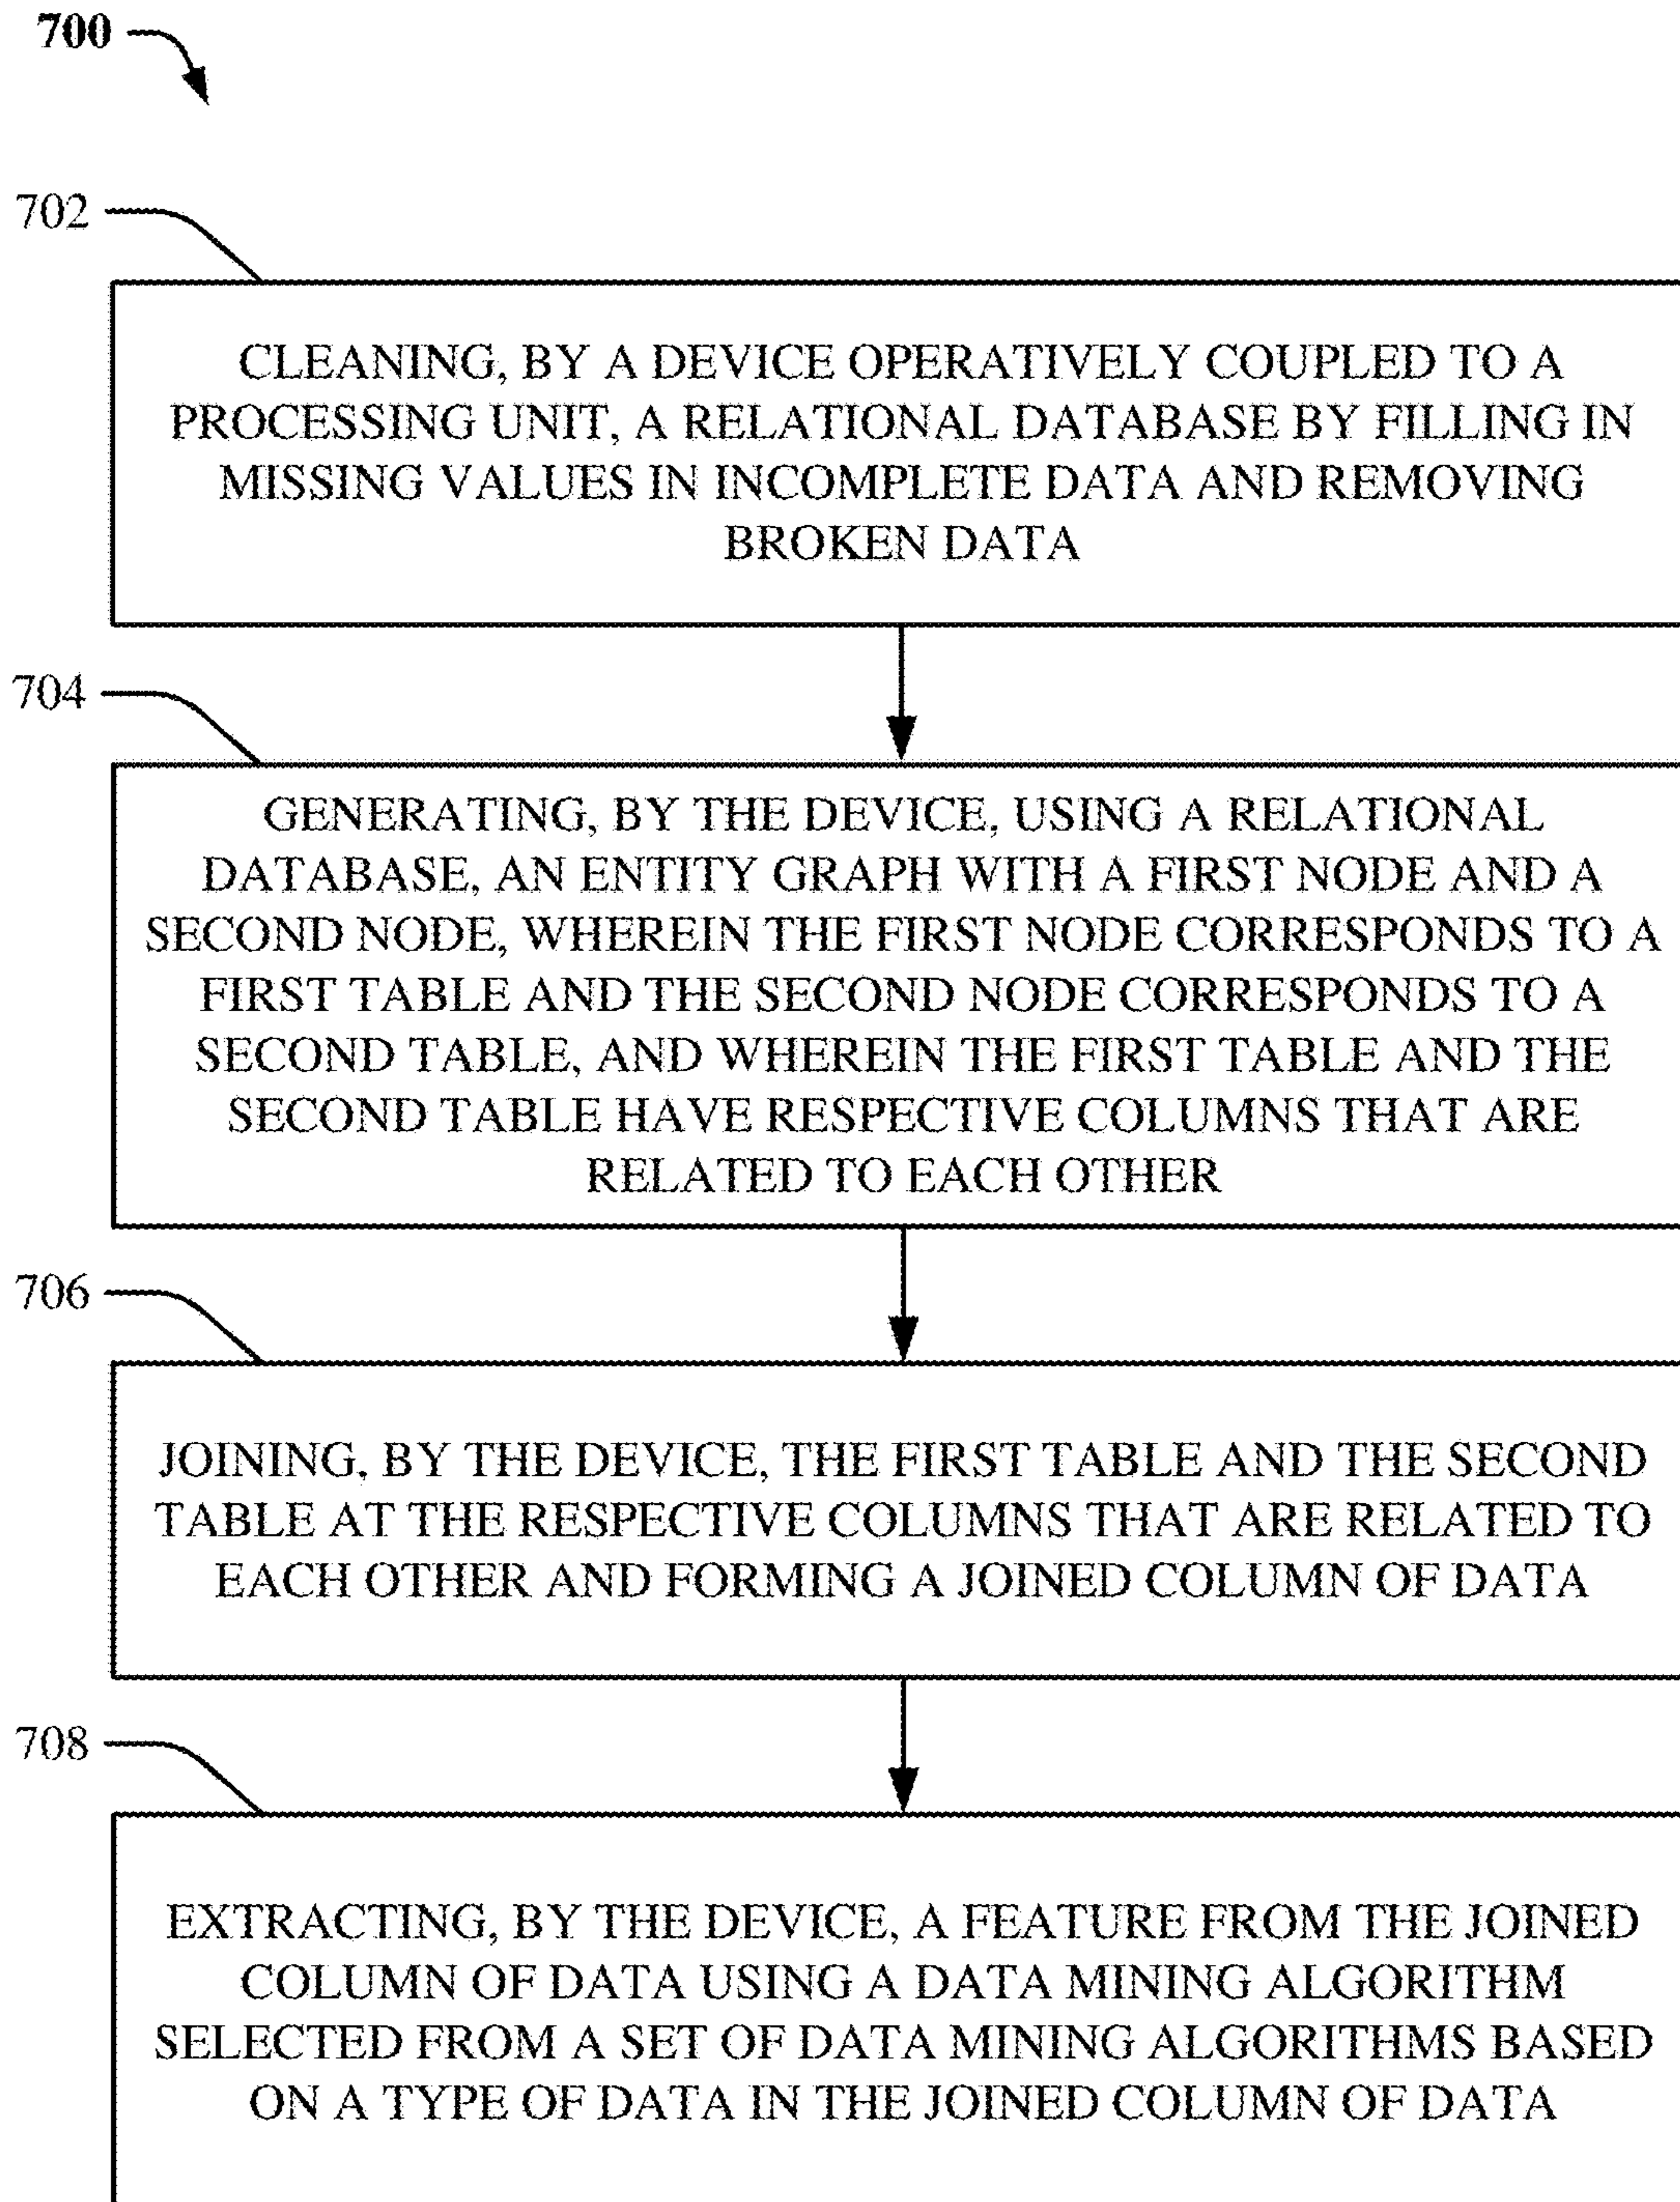 700
702
CLEANING, BY A DEVICE OPERATIVELY COUPLED TO A
PROCESSING UNIT, A RELATIONAL DATABASE BY FILLING IN
MISSING VALUES IN INCOMPLETE DATA AND REMOVING
BROKEN DATA
704
GENERATING, BY THE DEVICE, USING A RELATIONAL
DATABASE, AN ENTITY GRAPH WITH A FIRST NODE AND A
SECOND NODE, WHEREIN THE FIRST NODE CORRESPONDS TO A
FIRST TABLE AND THE SECOND NODE CORRESPONDS TO A
SECOND TABLE, AND WHEREIN THE FIRST TABLE AND THE
SECOND TABLE HAVE RESPECTIVE COLUMNS THAT ARE
RELATED TO EACH OTHER
706
JOINING, BY THE DEVICE, THE FIRST TABLE AND THE SECOND
TABLE AT THE RESPECTIVE COLUMNS THAT ARE RELATED TO
EACH OTHER AND FORMING A JOINED COLUMN OF DATA
708
EXTRACTING, BY THE DEVICE, A FEATURE FROM THE JOINED
COLUMN OF DATA USING A DATA MINING ALGORITHM
SELECTED FROM A SET OF DATA MINING ALGORITHMS BASED
ON A TYPE OF DATA IN THE JOINED COLUMN OF DATA